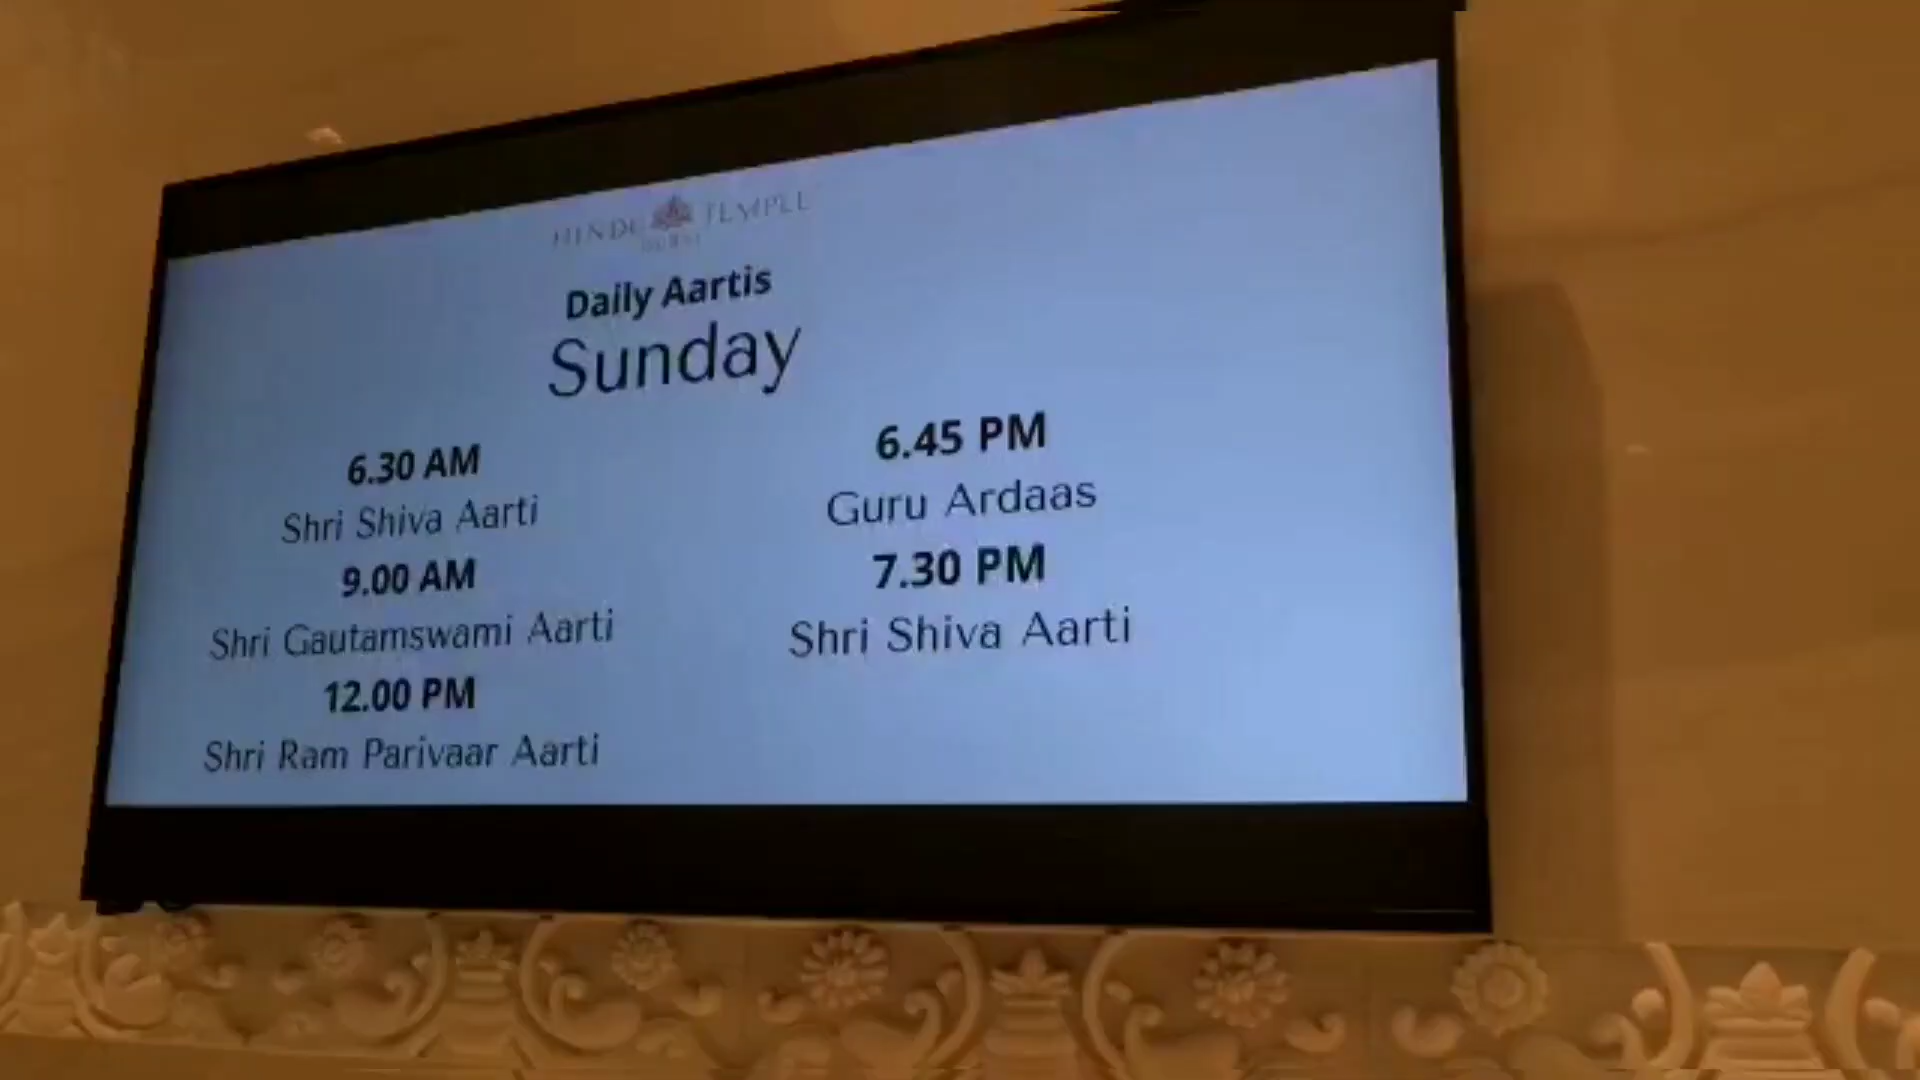 HINDU TEMPLE
DUBAI
Daily Aartis
Sunday
6.30 AM
Shri Shiva Aarti
9.00 AM
Shri Gautamswami Aarti
12.00 PM
Shri Ram Parivaar Aarti
6.45 PM
Guru Ardaas
7.30 PM
Shri Shiva Aarti